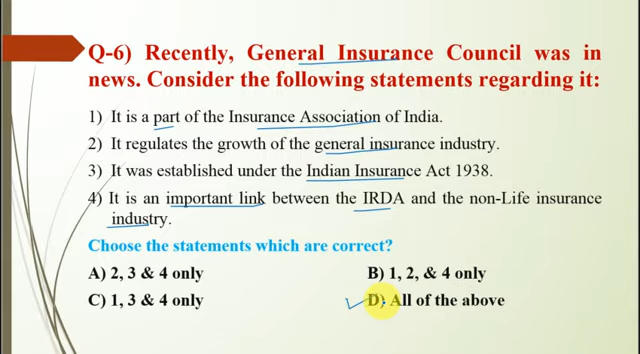 Q-6) Recently, General Insurance Council was in
news. Consider the following statements regarding it:
1) It is a part of the Insurance Association of India.
2) It regulates the growth of the general insurance industry.
3) It was established under the Indian Insurance Act 1938.
4) It is an important link between the IRDA and the non-Life insurance
industry.
Choose the statements which are correct?
A) 2, 3 & 4 only
B) 1, 2, & 4 only
C) 1, 3 & 4 only
D) All of the above